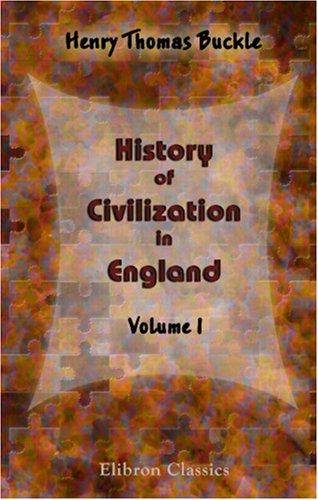 Henry Thomas Buckle
History
of
Civilization
in
England
Volume I
Elibron Classics